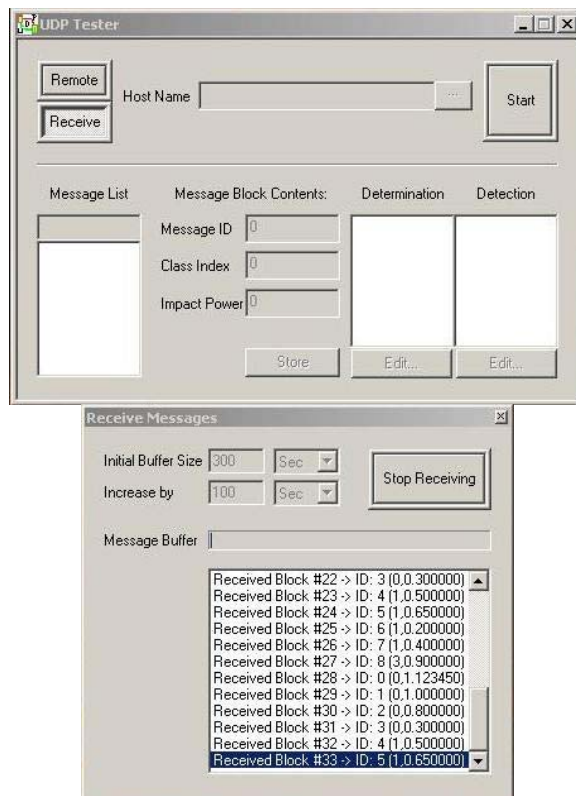 UDP Tester
Remote
Receive
Host Name
...
Start
Message List
Message Block Contents:
Determination
Detection
Message ID 0
Class Index 0
Impact Power 0
Store
Edit...
Edit...
Receive Messages
Initial Buffer Size 300 Sec
Increase by 100 Sec
Stop Receiving
Message Buffer
Received Block #22 -> ID: 3 (0,0.300000)
Received Block #23 -> ID: 4 (1,0.500000)
Received Block #24 -> ID: 5 (1,0.650000)
Received Block #25 -> ID: 6 (1,0.200000)
Received Block #26 -> ID: 7 (1,0.400000)
Received Block #27 -> ID: 8 (3,0.900000)
Received Block #28 -> ID: 0 (0,1.123450)
Received Block #29 -> ID: 1 (0,1.000000)
Received Block #30 -> ID: 2 (0,0.800000)
Received Block #31 -> ID: 3 (0,0.300000)
Received Block #32 -> ID: 4 (1,0.500000)
Received Block #33 -> ID: 5 (1,0.650000)